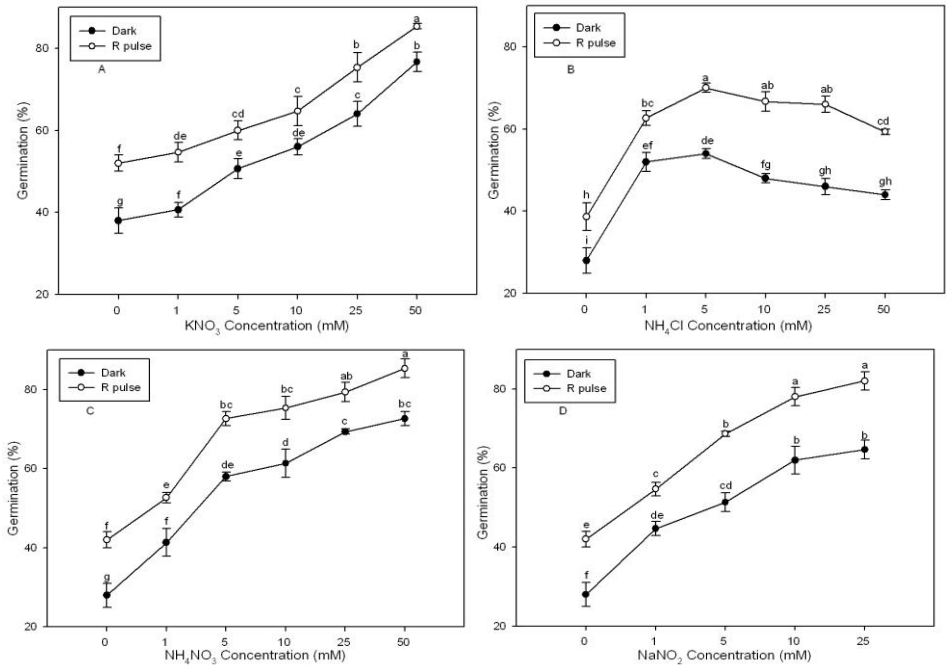 Dark
R pulse
A
Germination (%)
80
60
40
20
f
de
cd
c
b
a
g
f
e
de
c
b
0 1 5 10 25 50
KNO3 Concentration (mM)
Dark
R pulse
B
Germination (%)
80
60
40
20
h
bc
a
ab
ab
cd
i
ef
de
fg
gh
gh
0 1 5 10 25 50
NH4Cl Concentration (mM)
Dark
R pulse
C
Germination (%)
80
60
40
20
f
e
bc
bc
ab
a
g
f
de
d
c
bc
0 1 5 10 25 50
NH4NO3 Concentration (mM)
Dark
R pulse
D
Germination (%)
80
60
40
20
e
c
b
a
a
f
de
cd
b
b
0 1 5 10 25
NaNO2 Concentration (mM)